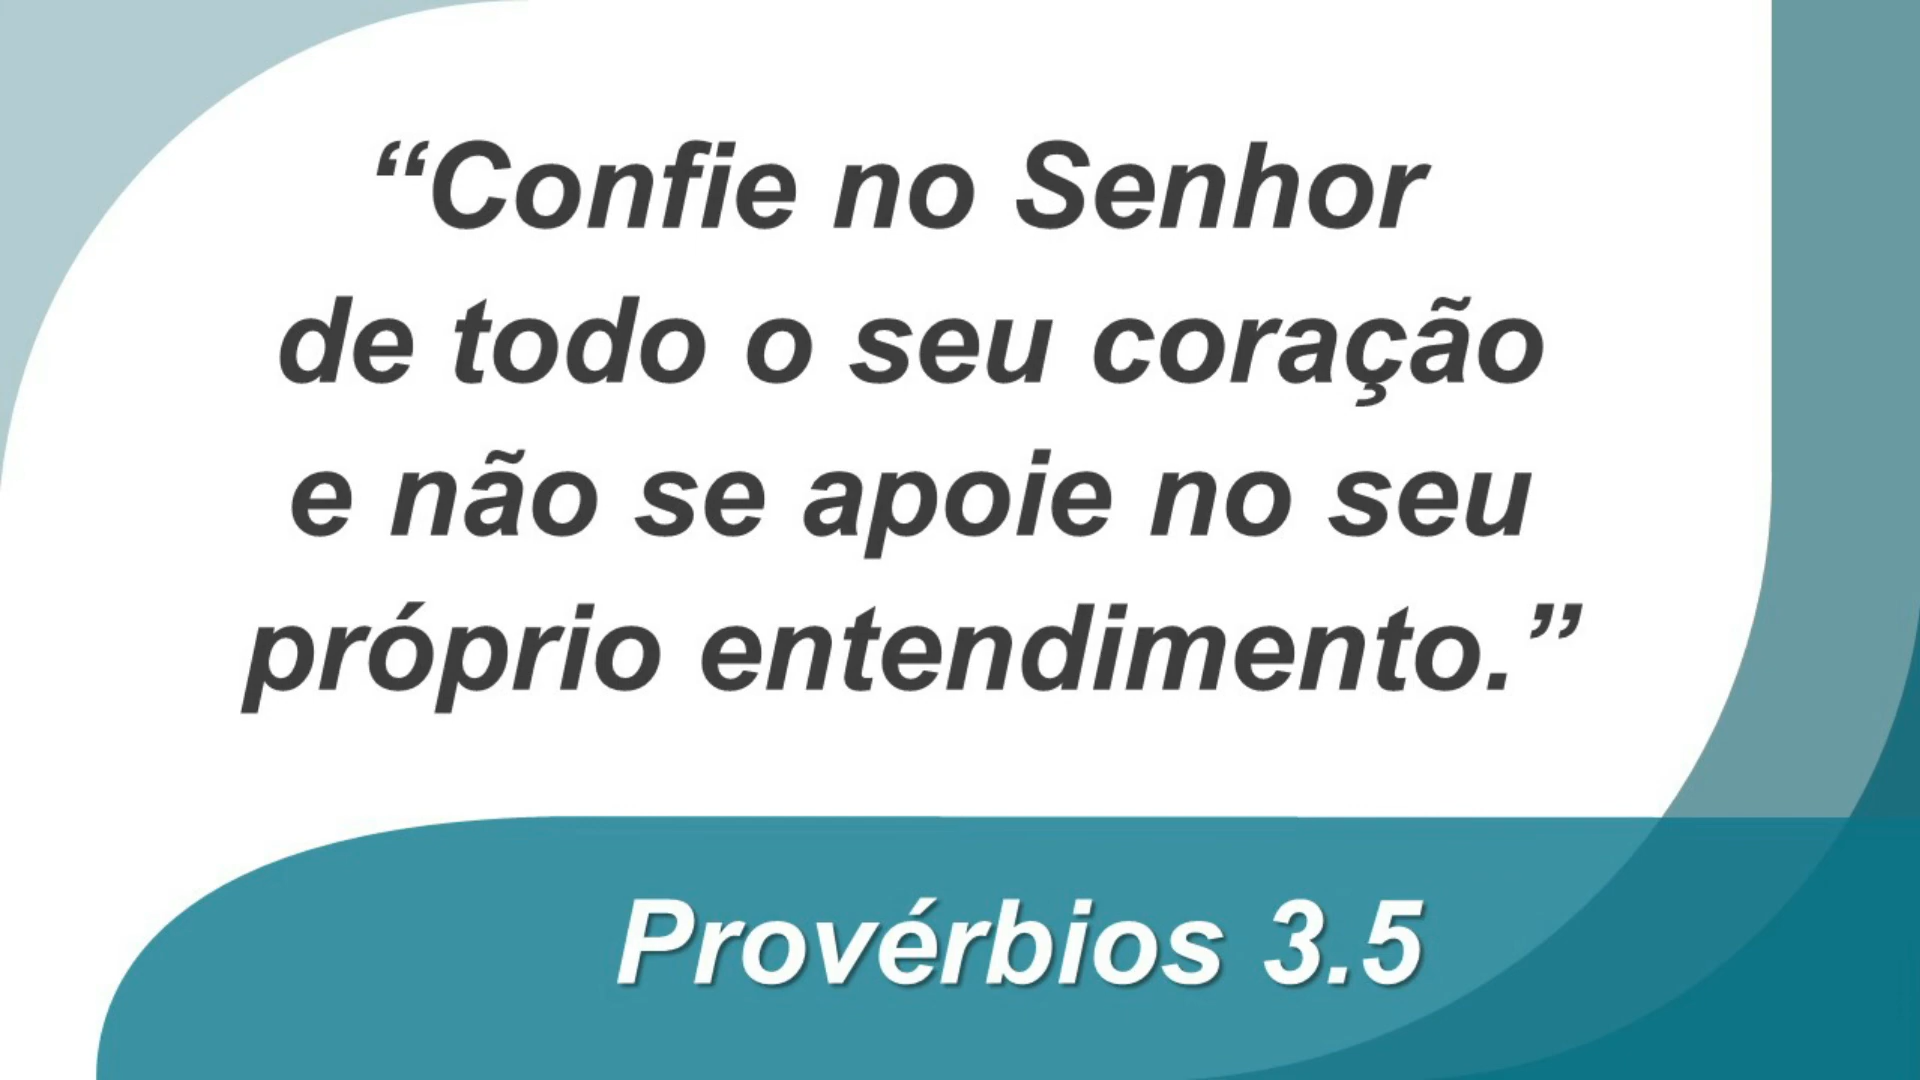 “Confie no Senhor
de todo o seu coração
e não se apoie no seu
próprio entendimento.”
Provérbios 3.5